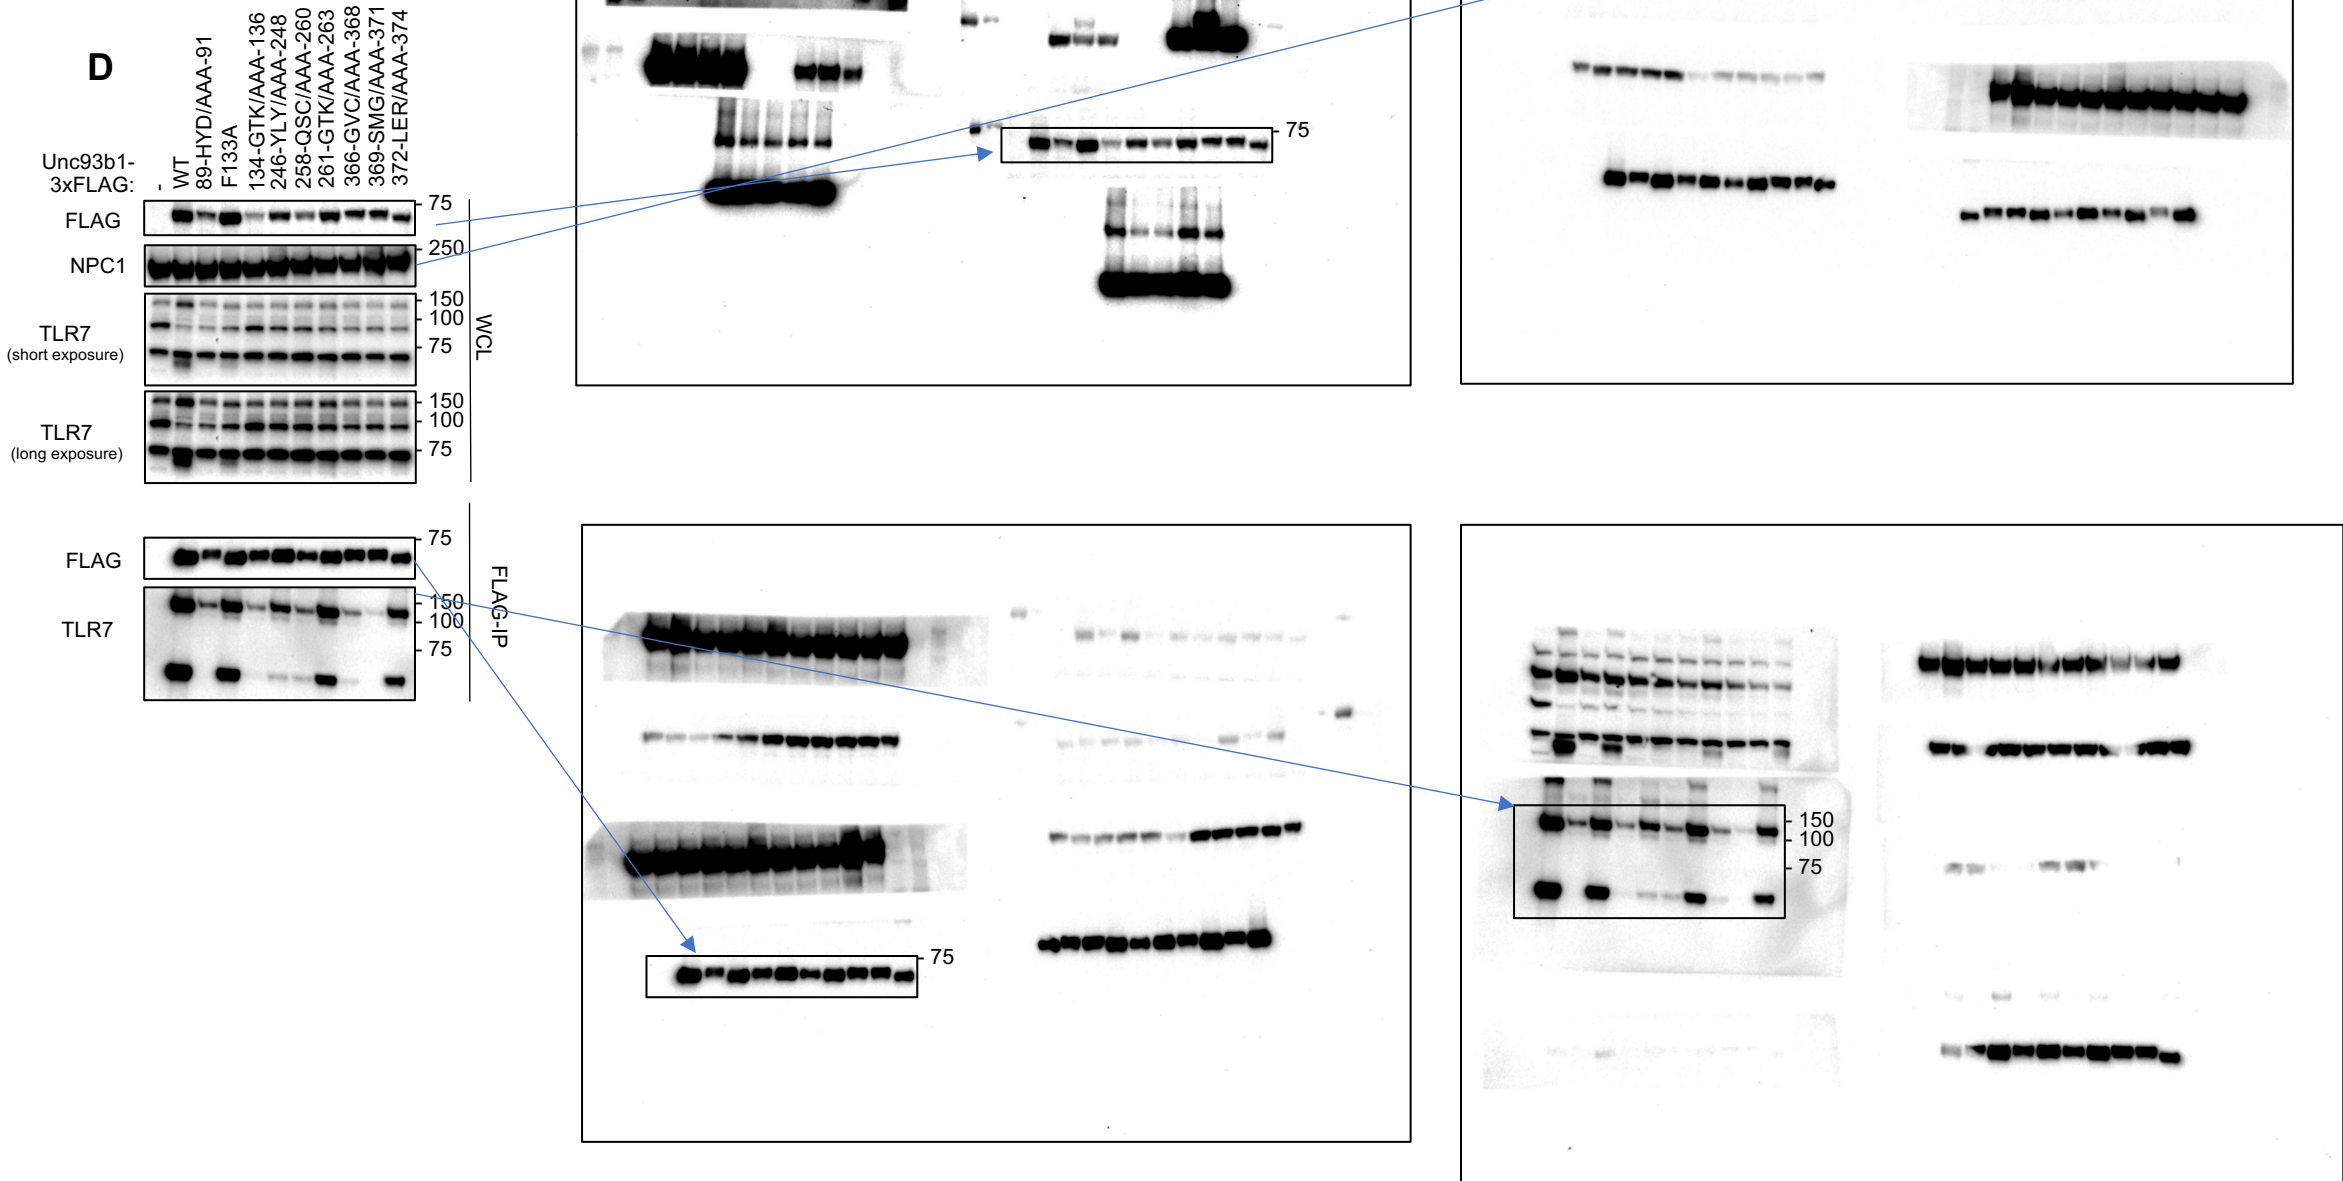 D
Unc93b1-
3xFLAG:
-
WT
89-HYD/AAA-91
F133A
134-GTK/AAA-136
246-YLY/AAA-248
258-QSC/AAA-260
261-GTK/AAA-263
366-GVC/AAA-368
369-SMG/AAA-371
372-LER/AAA-374
FLAG
75
NPC1
250
TLR7
(short exposure)
150
100
75
TLR7
(long exposure)
150
100
75
WCL
FLAG
75
TLR7
150
100
75
FLAG-IP
75
75
150
100
75